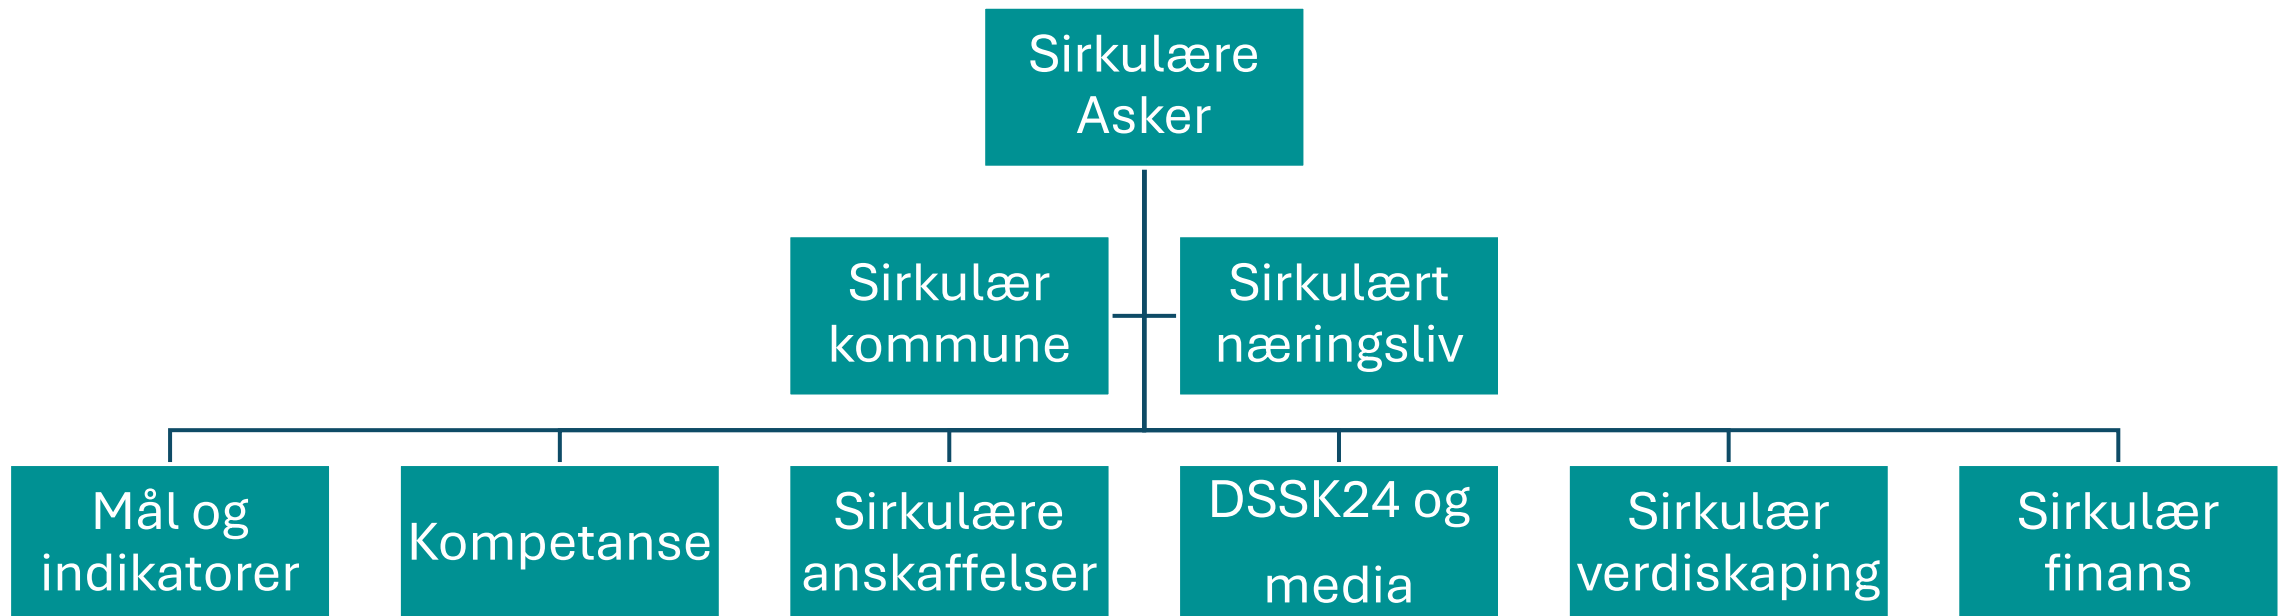 Sirkulære
Asker
Sirkulær
kommune
Sirkulært
næringsliv
Mål og
indikatorer
Kompetanse
Sirkulære
anskaffelser
DSSK24 og
media
Sirkulær
verdiskaping
Sirkulær
finans